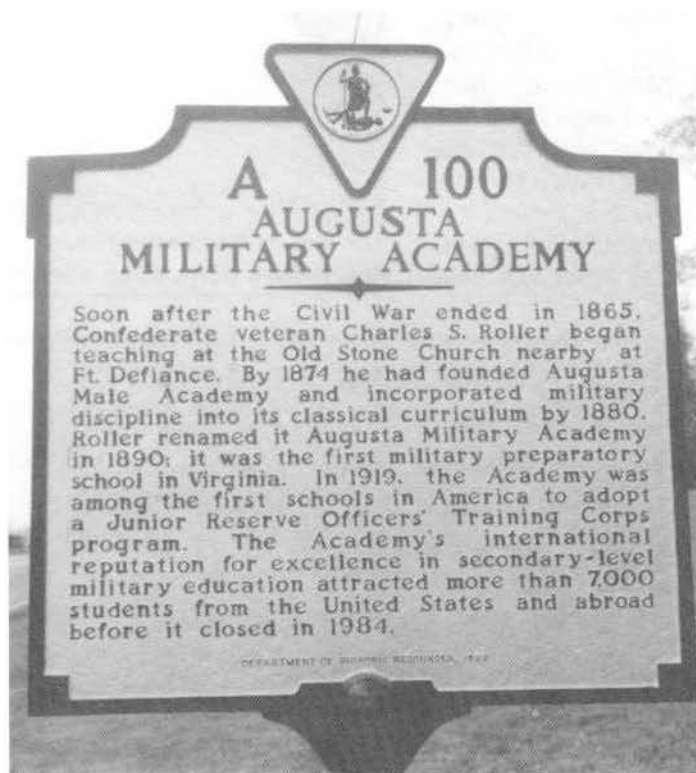 A 100
AUGUSTA
MILITARY ACADEMY
Soon after the Civil War ended in 1865,
Confederate veteran Charles S. Roller began
teaching at the Old Stone Church nearby at
Ft. Defiance. By 1874 he had founded Augusta
Male Academy and incorporated military
discipline into its classical curriculum by 1880.
Roller renamed it Augusta Military Academy
in 1890; it was the first military preparatory
school in Virginia. In 1919, the Academy was
among the first schools in America to adopt
a Junior Reserve Officers' Training Corps
program. The Academy's international
reputation for excellence in secondary-level
military education attracted more than 7,000
students from the United States and abroad
before it closed in 1984.
DEPARTMENT OF HISTORIC RESOURCES,